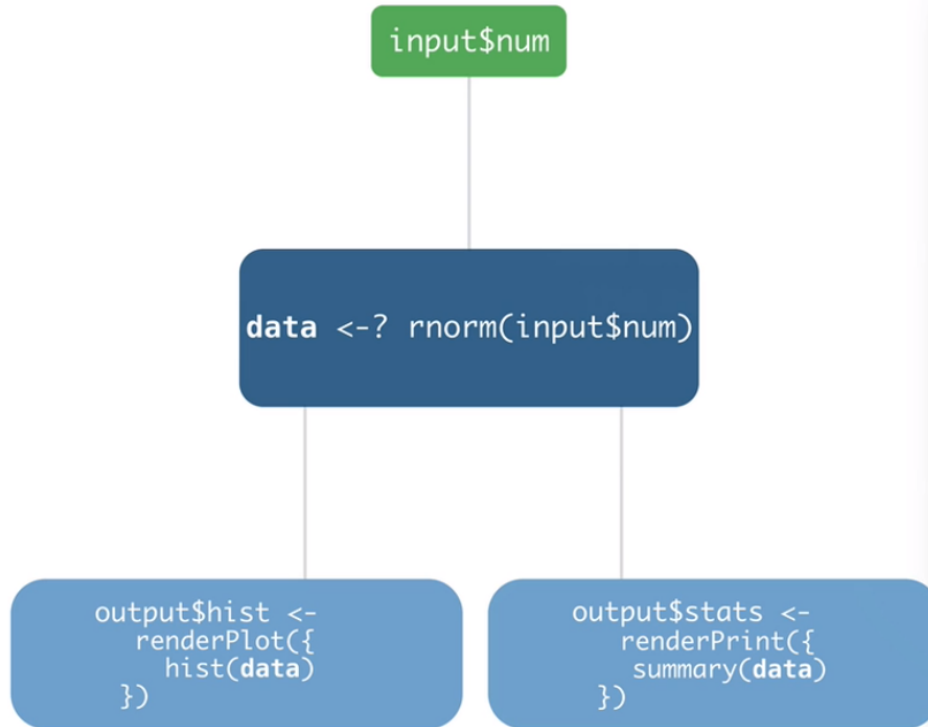 input$num
data <-? rnorm(input$num)
output$hist <-
renderPlot({
hist(data)
})
output$stats <-
renderPrint({
summary(data)
})